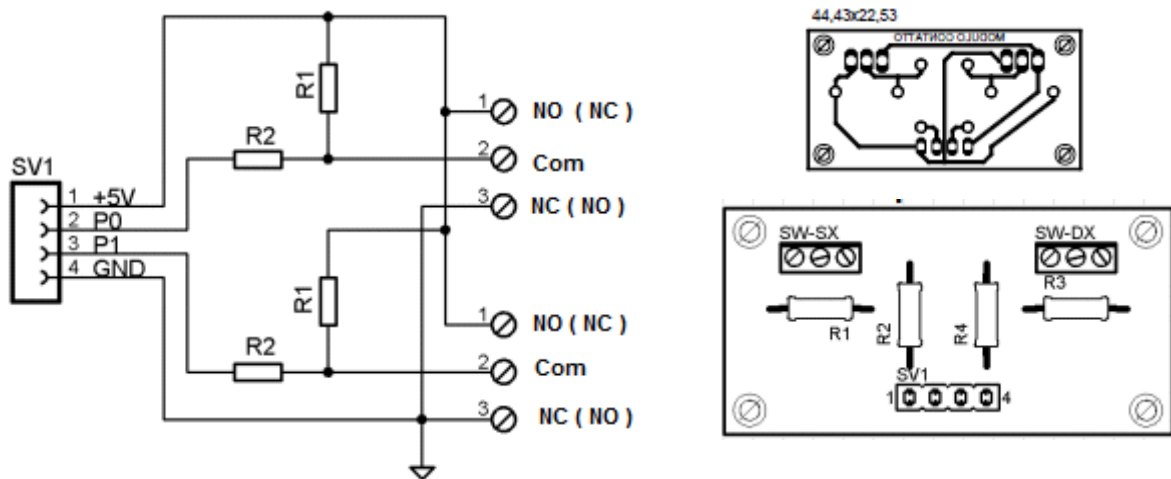 SV1
1 +5V
2 P0
3 P1
4 GND
R1
R2
1 NO ( NC )
2 Com
3 NC ( NO )
R1
R2
1 NO ( NC )
2 Com
3 NC ( NO )
44,43x22,53
MODULO CONTATTO
SW-SX
SW-DX
R1
R2
R4
R3
SV1
1
4